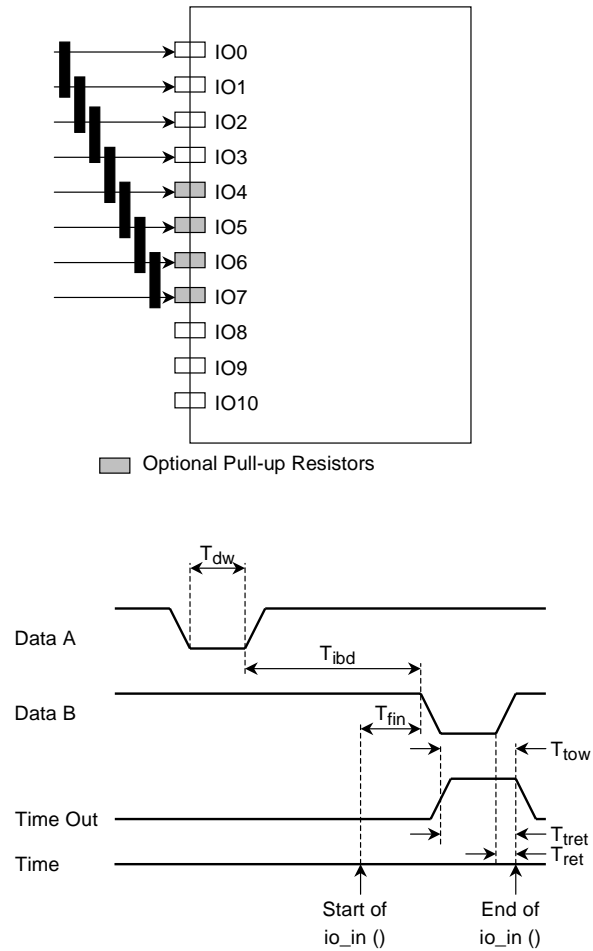 IO0
IO1
IO2
IO3
IO4
IO5
IO6
IO7
IO8
IO9
IO10
Optional Pull-up Resistors
Tdw
Data A
Tibd
Data B
Tfin
Ttow
Time Out
Ttret
Tret
Time
Start of
io_in ()
End of
io_in ()